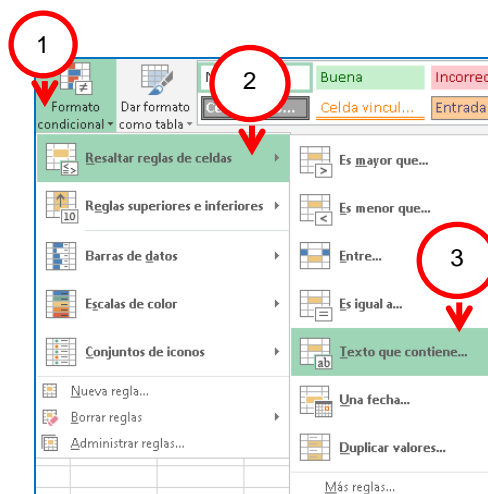 1
2
N
Buena
Incorrec
Formato
condicional
Dar formato
como tabla
Celda vincul...
Entrada
Resaltar reglas de celdas
Es mayor que...
Reglas superiores e inferiores
10
Es menor que...
Barras de datos
Entre...
3
Escalas de color
Es igual a...
Conjuntos de iconos
Texto que contiene...
ab
Nueva regla...
Una fecha...
Borrar reglas
Administrar reglas...
Duplicar valores...
Más reglas...